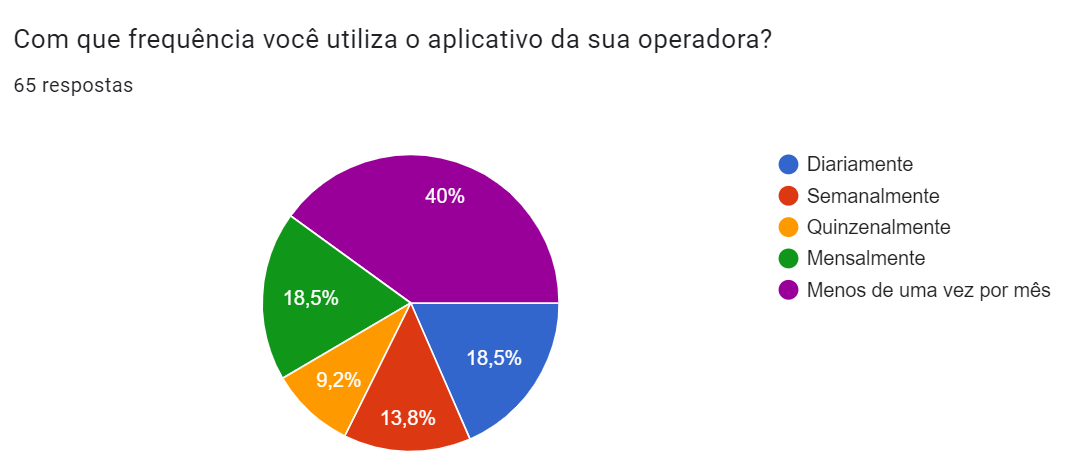 Com que frequência você utiliza o aplicativo da sua operadora?
65 respostas
40%
18,5%
18,5%
9,2%
13,8%
Diariamente
Semanalmente
Quinzenalmente
Mensalmente
Menos de uma vez por mês